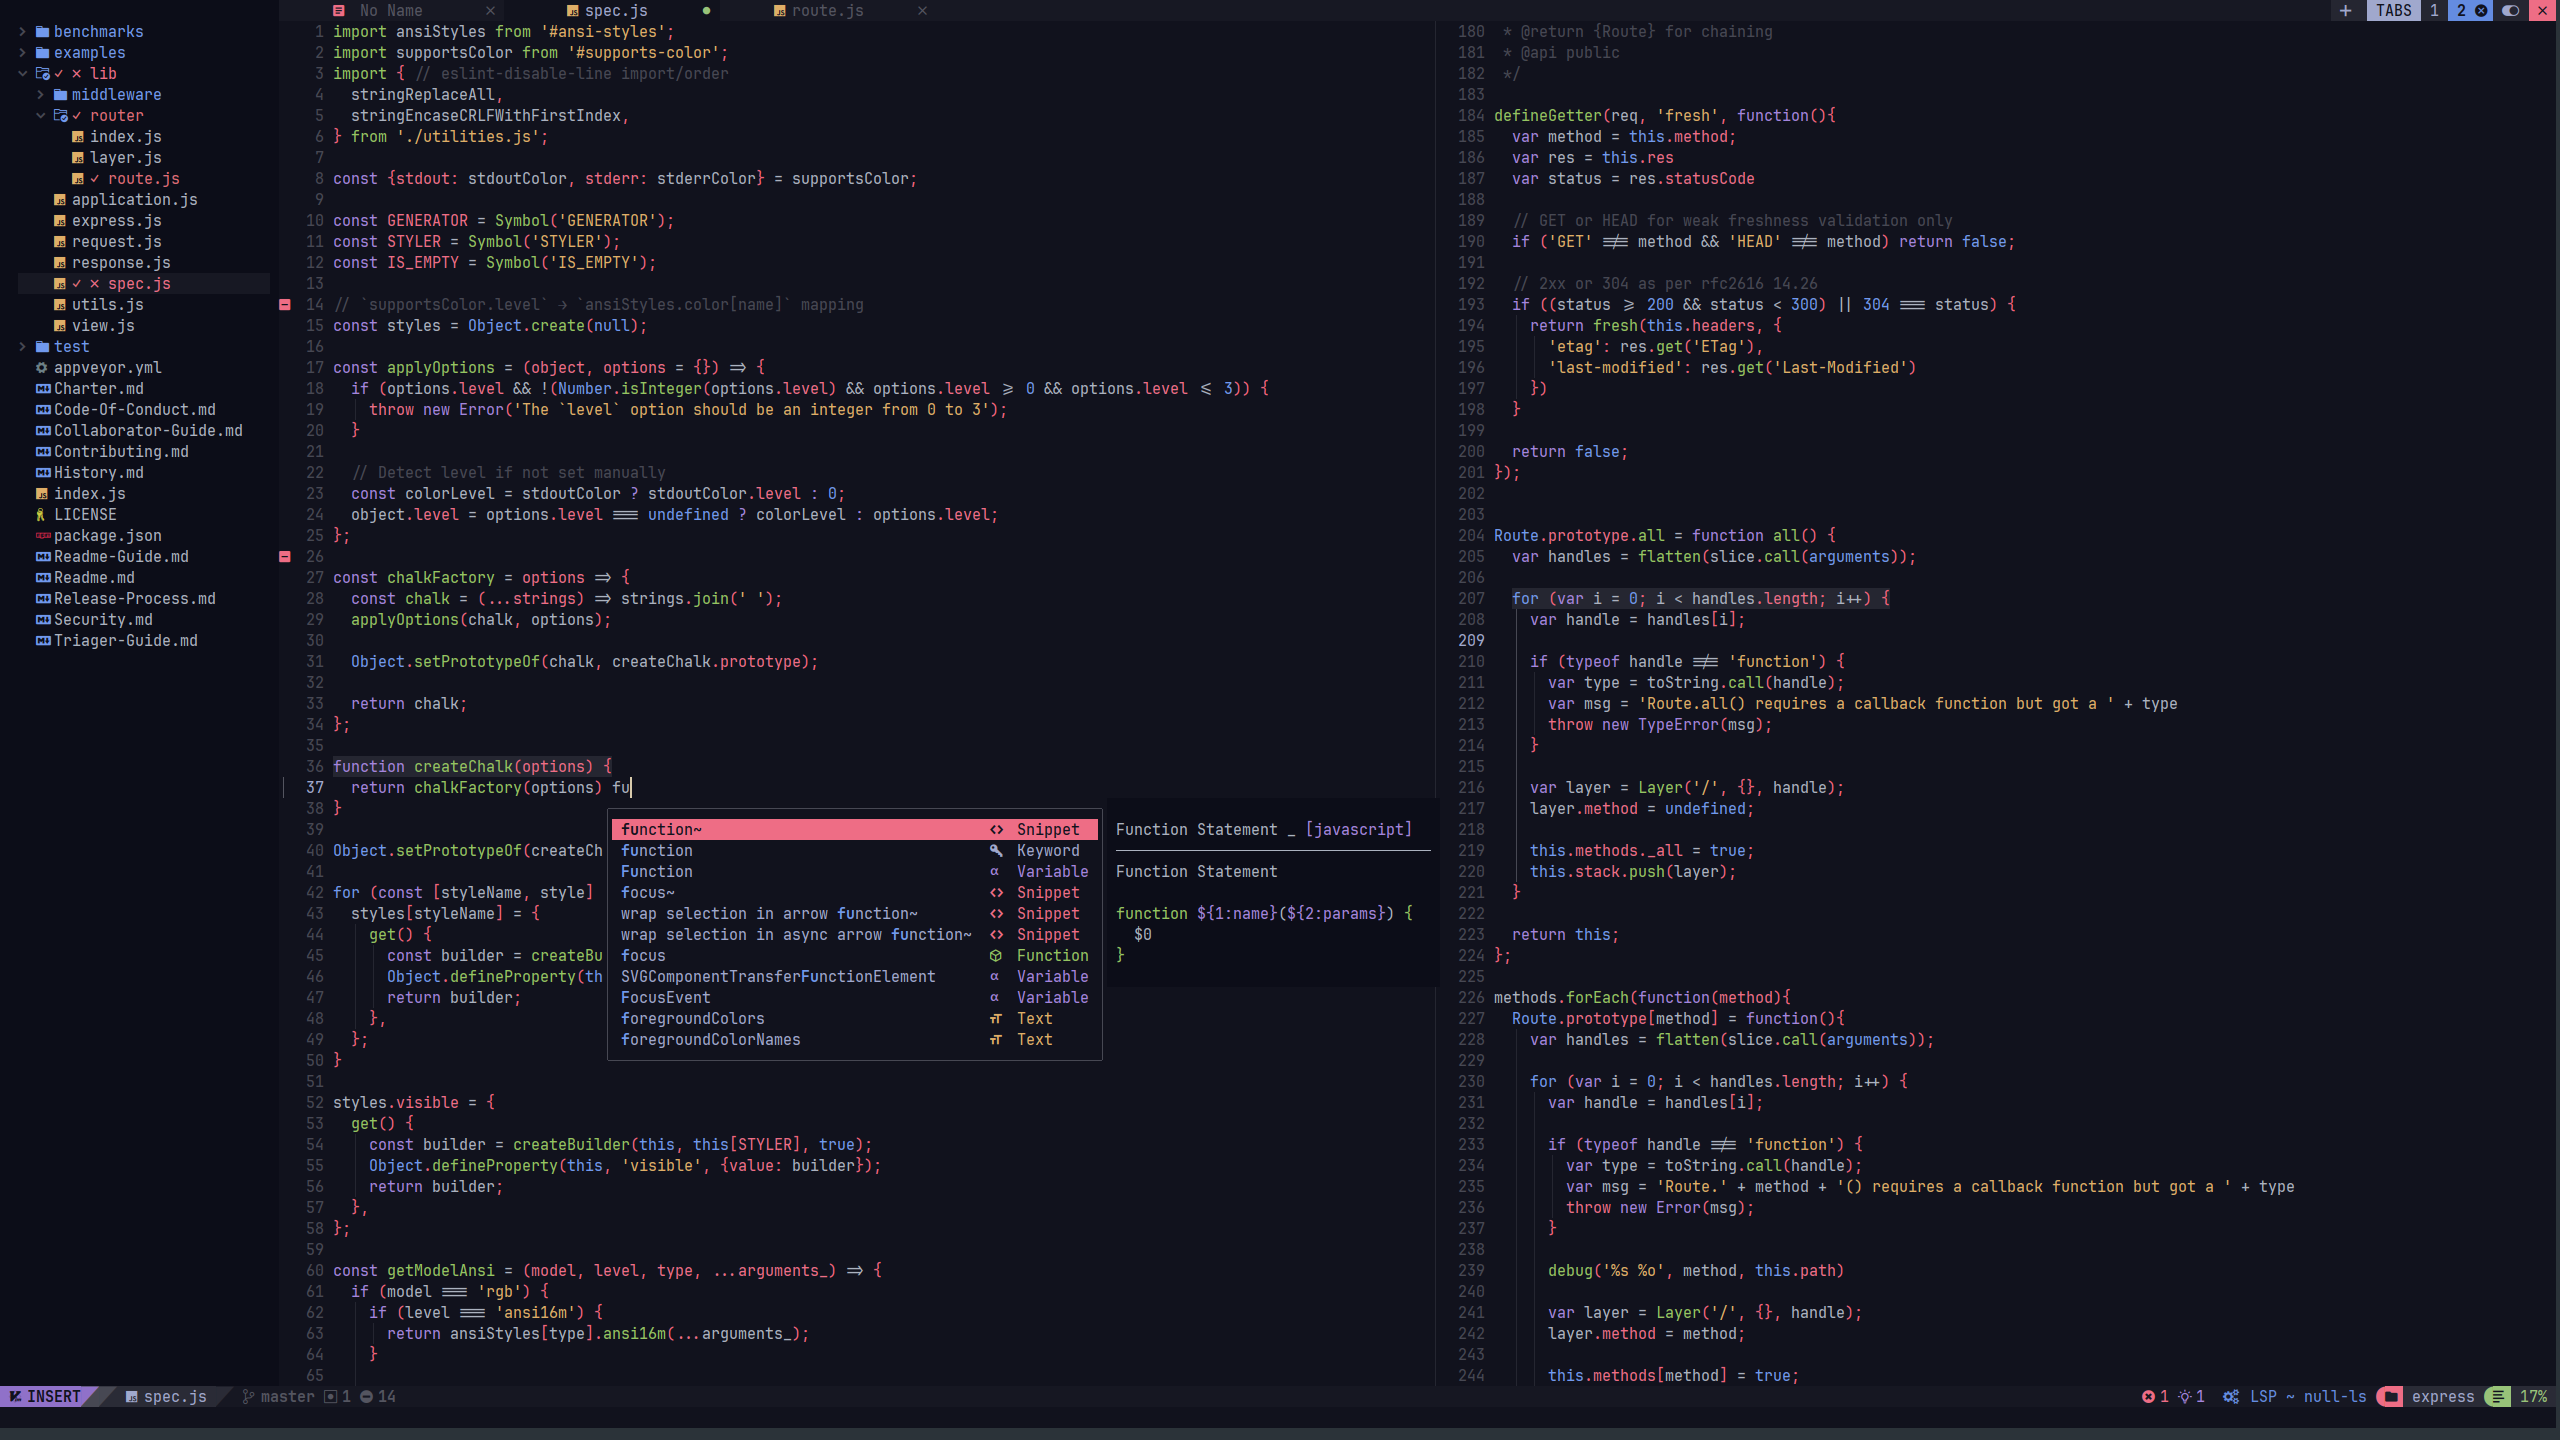 No Name
spec.js
route.js
TABS 1 2
benchmarks
examples
lib
middleware
router
index.js
layer.js
route.js
application.js
express.js
request.js
response.js
spec.js
utils.js
view.js
test
appveyor.yml
Charter.md
Code-Of-Conduct.md
Collaborator-Guide.md
Contributing.md
History.md
index.js
LICENSE
package.json
Readme-Guide.md
Readme.md
Release-Process.md
Security.md
Triager-Guide.md
1 import ansiStyles from '#ansi-styles';
2 import supportsColor from '#supports-color';
3 import { // eslint-disable-line import/order
4 stringReplaceAll,
5 stringEncaseCRLFWithFirstIndex,
6 } from './utilities.js';
7
8 const {stdout: stdoutColor, stderr: stderrColor} = supportsColor;
9
10 const GENERATOR = Symbol('GENERATOR');
11 const STYLER = Symbol('STYLER');
12 const IS_EMPTY = Symbol('IS_EMPTY');
13
14 // `supportsColor.level` → `ansiStyles.color[name]` mapping
15 const styles = Object.create(null);
16
17 const applyOptions = (object, options = {}) => {
18 if (options.level && !(Number.isInteger(options.level) && options.level >= 0 && options.level <= 3)) {
19 throw new Error('The `level` option should be an integer from 0 to 3');
20 }
21
22 // Detect level if not set manually
23 const colorLevel = stdoutColor ? stdoutColor.level : 0;
24 object.level = options.level === undefined ? colorLevel : options.level;
25 };
26
27 const chalkFactory = options => {
28 const chalk = (...strings) => strings.join(' ');
29 applyOptions(chalk, options);
30
31 Object.setPrototypeOf(chalk, createChalk.prototype);
32
33 return chalk;
34 };
35
36 function createChalk(options) {
37 return chalkFactory(options) fu
38 }
39
40 Object.setPrototypeOf(createCh
41
42 for (const [styleName, style]
43 styles[styleName] = {
44 get() {
45 const builder = createBu
46 Object.defineProperty(th
47 return builder;
48 },
49 };
50 }
51
52 styles.visible = {
53 get() {
54 const builder = createBuilder(this, this[STYLER], true);
55 Object.defineProperty(this, 'visible', {value: builder});
56 return builder;
57 },
58 };
59
60 const getModelAnsi = (model, level, type, ...arguments_) => {
61 if (model === 'rgb') {
62 if (level === 'ansi16m') {
63 return ansiStyles[type].ansi16m(...arguments_);
64 }
65
function~ Snippet
function Keyword
Function Variable
focus~ Snippet
wrap selection in arrow function~ Snippet
wrap selection in async arrow function~ Snippet
focus Function
SVGComponentTransferFunctionElement Variable
FocusEvent Variable
foregroundColors Text
foregroundColorNames Text
Function Statement _ [javascript]
Function Statement
function ${1:name}(${2:params}) {
$0
}
180 * @return {Route} for chaining
181 * @api public
182 */
183
184 defineGetter(req, 'fresh', function(){
185 var method = this.method;
186 var res = this.res
187 var status = res.statusCode
188
189 // GET or HEAD for weak freshness validation only
190 if ('GET' !== method && 'HEAD' !== method) return false;
191
192 // 2xx or 304 as per rfc2616 14.26
193 if ((status >= 200 && status < 300) || 304 === status) {
194 return fresh(this.headers, {
195 'etag': res.get('ETag'),
196 'last-modified': res.get('Last-Modified')
197 })
198 }
199
200 return false;
201 });
202
203
204 Route.prototype.all = function all() {
205 var handles = flatten(slice.call(arguments));
206
207 for (var i = 0; i < handles.length; i++) {
208 var handle = handles[i];
209
210 if (typeof handle !== 'function') {
211 var type = toString.call(handle);
212 var msg = 'Route.all() requires a callback function but got a ' + type
213 throw new TypeError(msg);
214 }
215
216 var layer = Layer('/', {}, handle);
217 layer.method = undefined;
218
219 this.methods._all = true;
220 this.stack.push(layer);
221 }
222
223 return this;
224 };
225
226 methods.forEach(function(method){
227 Route.prototype[method] = function(){
228 var handles = flatten(slice.call(arguments));
229
230 for (var i = 0; i < handles.length; i++) {
231 var handle = handles[i];
232
233 if (typeof handle !== 'function') {
234 var type = toString.call(handle);
235 var msg = 'Route.' + method + '() requires a callback function but got a ' + type
236 throw new Error(msg);
237 }
238
239 debug('%s %o', method, this.path)
240
241 var layer = Layer('/', {}, handle);
242 layer.method = method;
243
244 this.methods[method] = true;
INSERT spec.js master 1 14
1 1 LSP ~ null-ls express 17%